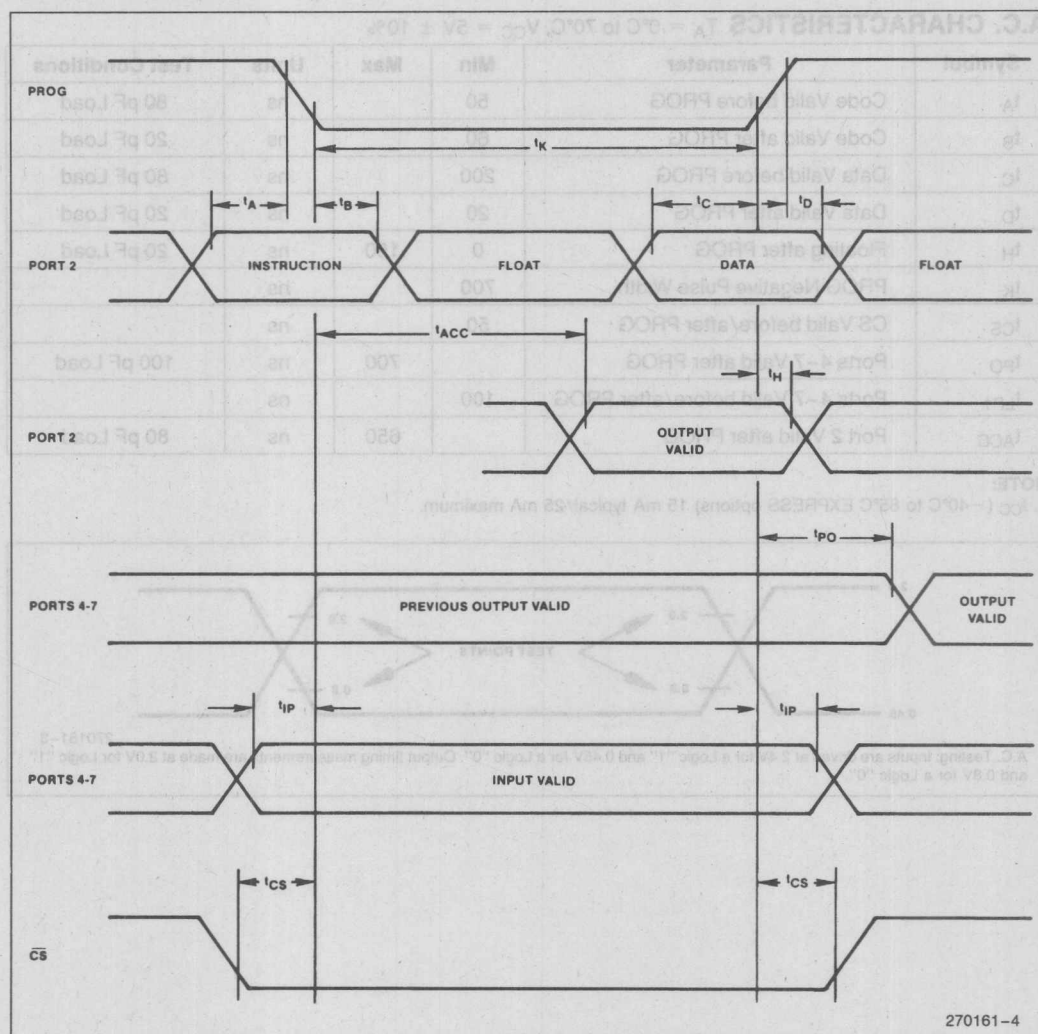 PROG
tK
tA
tB
tC
tD
PORT 2
INSTRUCTION
FLOAT
DATA
FLOAT
tACC
tH
PORT 2
OUTPUT
VALID
tPO
PORTS 4-7
PREVIOUS OUTPUT VALID
OUTPUT
VALID
tIP
tIP
PORTS 4-7
INPUT VALID
tCS
tCS
CS
270161-4